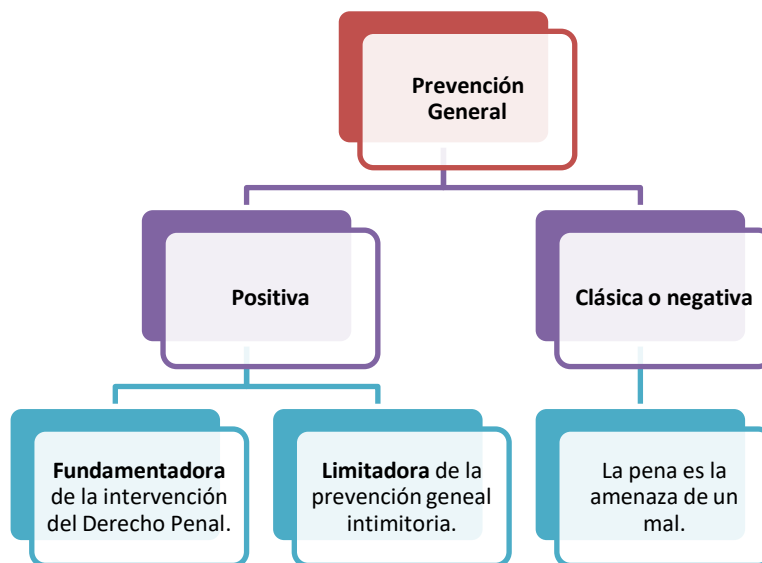 Prevención
General
Positiva
Clásica o negativa
Fundamentadora
de la intervención
del Derecho Penal.
Limitadora de la
prevención geneal
intimitoria.
La pena es la
amenaza de un
mal.